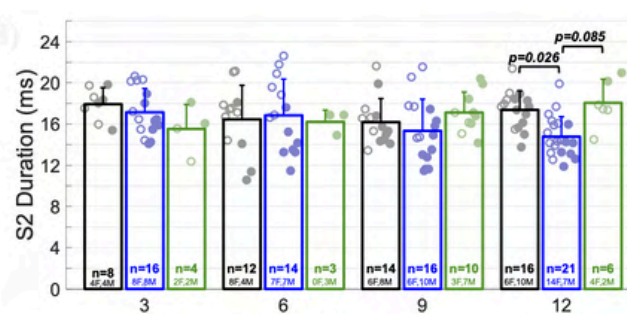 p=0.085
p=0.026
S2 Duration (ms)
24
20
16
12
8
4
0
n=8 n=16 n=4 n=12 n=14 n=3 n=14 n=16 n=10 n=16 n=21 n=6
4F,4M 8F,8M 2F,2M 8F,4M 7F,7M 0F,3M 6F,8M 6F,10M 3F,7M 6F,10M 14F,7M 4F,2M
3 6 9 12